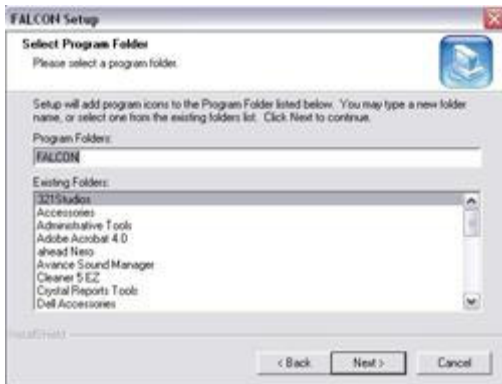 FALCON Setup
Select Program Folder
Please select a program folder.
Setup will add program icons to the Program Folder listed below. You may type a new folder
name, or select one from the existing folders list. Click Next to continue.
Program Folders:
FALCON
Existing Folders:
321Studios
Accessories
Administrative Tools
Adobe Acrobat 4.0
ahead Nero
Avance Sound Manager
Cleaner 5 EZ
Crystal Reports Tools
Dell Accessories
InstallShield
< Back
Next >
Cancel